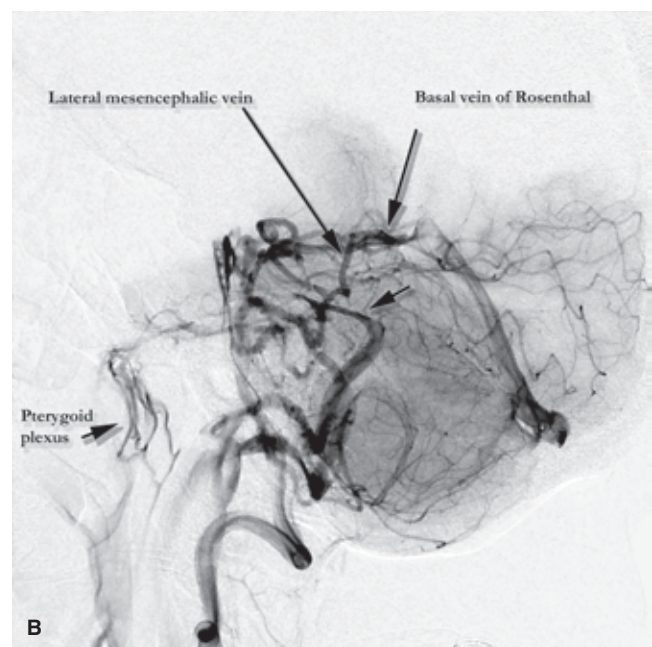 Lateral mesencephalic vein
Basal vein of Rosenthal
Pterygoid
plexus
B